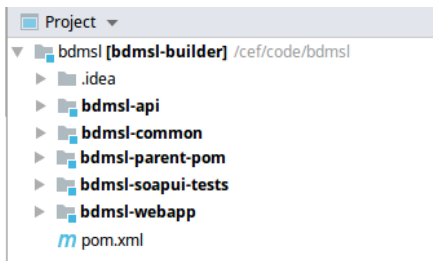 Project
bdmsl [bdmsl-builder] /cef/code/bdmsl
.idea
bdmsl-api
bdmsl-common
bdmsl-parent-pom
bdmsl-soapui-tests
bdmsl-webapp
m pom.xml